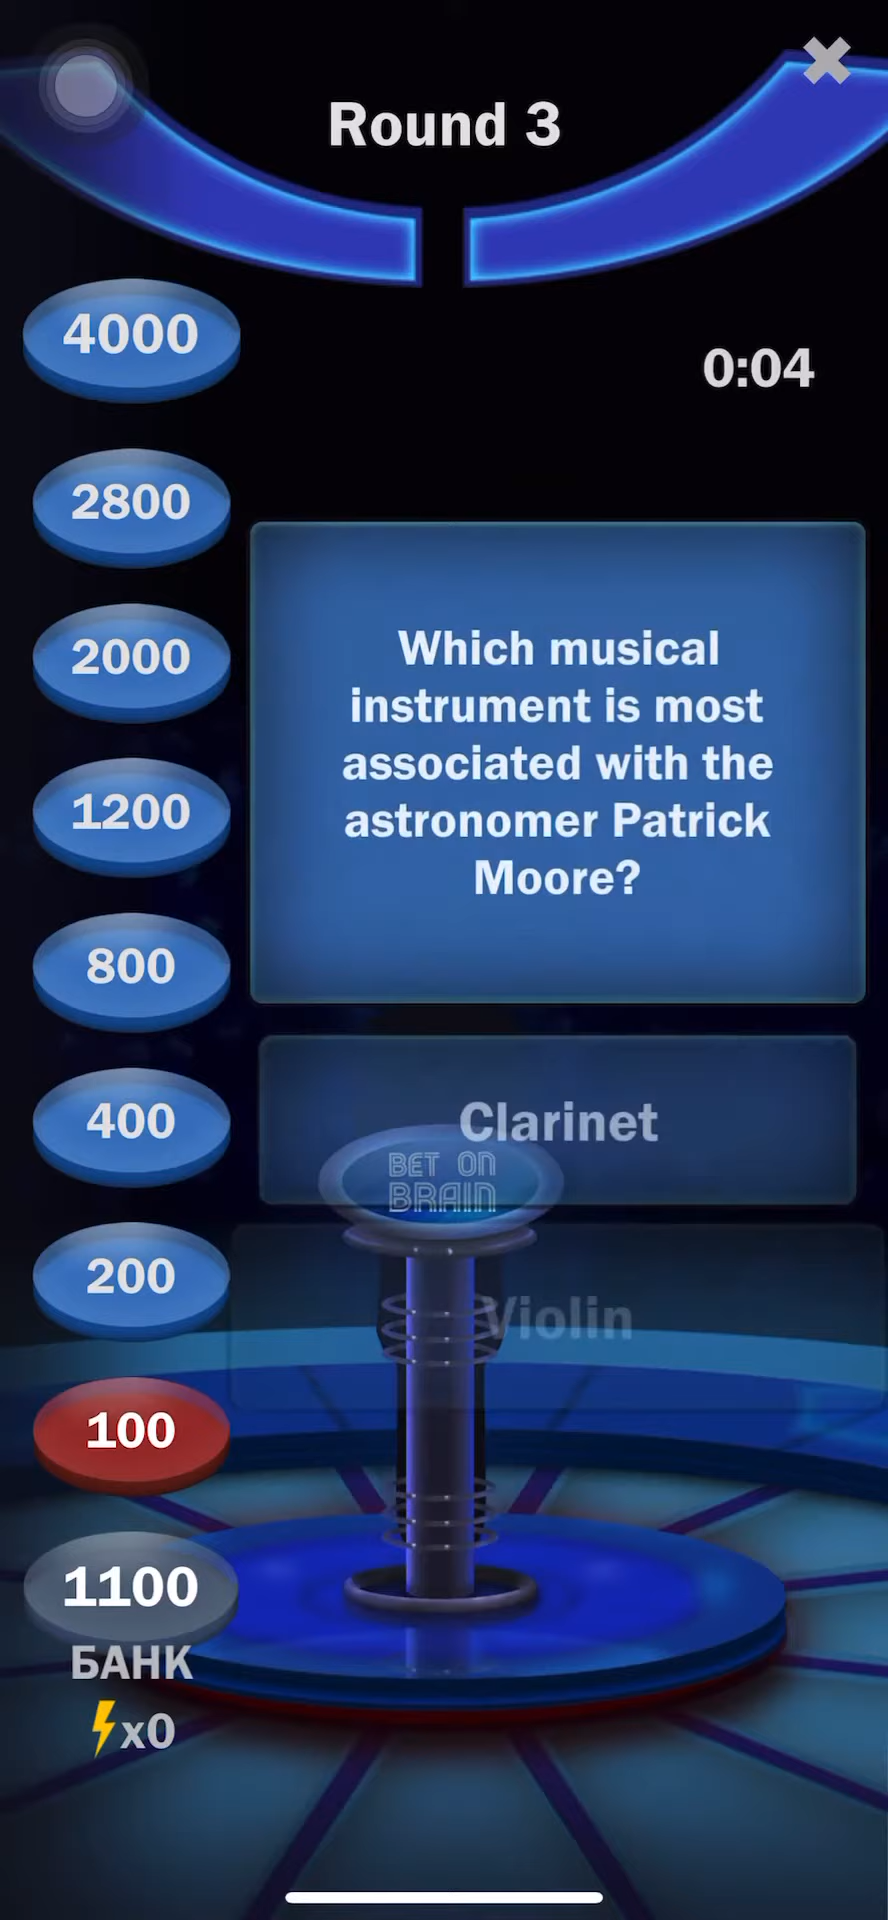 Round 3
4000
0:04
2800
2000
1200
800
400
200
100
1100
БАНК
x0
Which musical
instrument is most
associated with the
astronomer Patrick
Moore?
Clarinet
BET ON
BRAIN
Violin